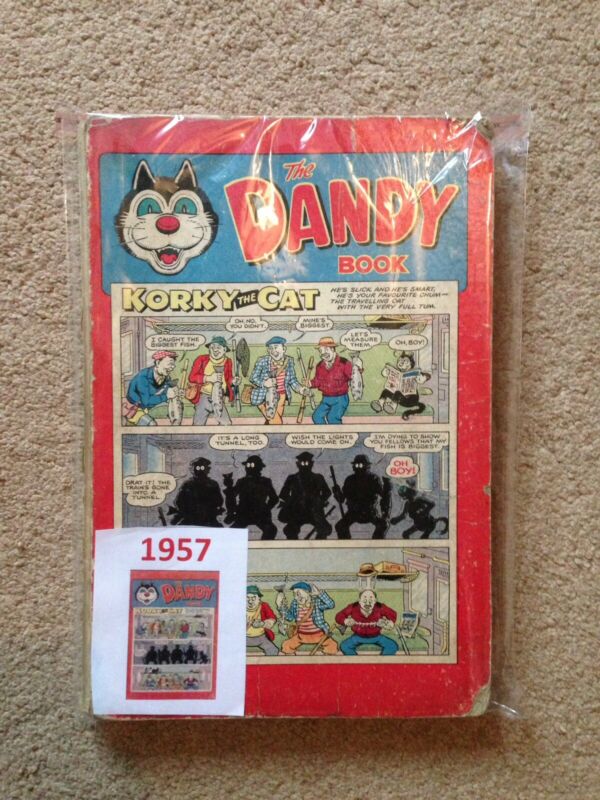 The
DANDY
BOOK
KORKY THE CAT
HE'S SLICK AND HE'S SMART,
HE'S YOUR FAVOURITE CHUM—
THE TRAVELLING CAT
WITH THE VERY FULL TUM.
I CAUGHT THE
BIGGEST FISH.
OH, NO,
YOU DIDN'T.
MINE'S
BIGGEST.
LET'S
MEASURE
THEM.
OH, BOY!
DRAT IT! THE
TRAIN'S GONE
INTO A
TUNNEL.
IT'S A LONG
TUNNEL, TOO.
WISH THE LIGHTS
WOULD COME ON.
I'M DYING TO SHOW
YOU FELLOWS THAT MY
FISH IS BIGGEST.
OH
BOY!
1957
DANDY